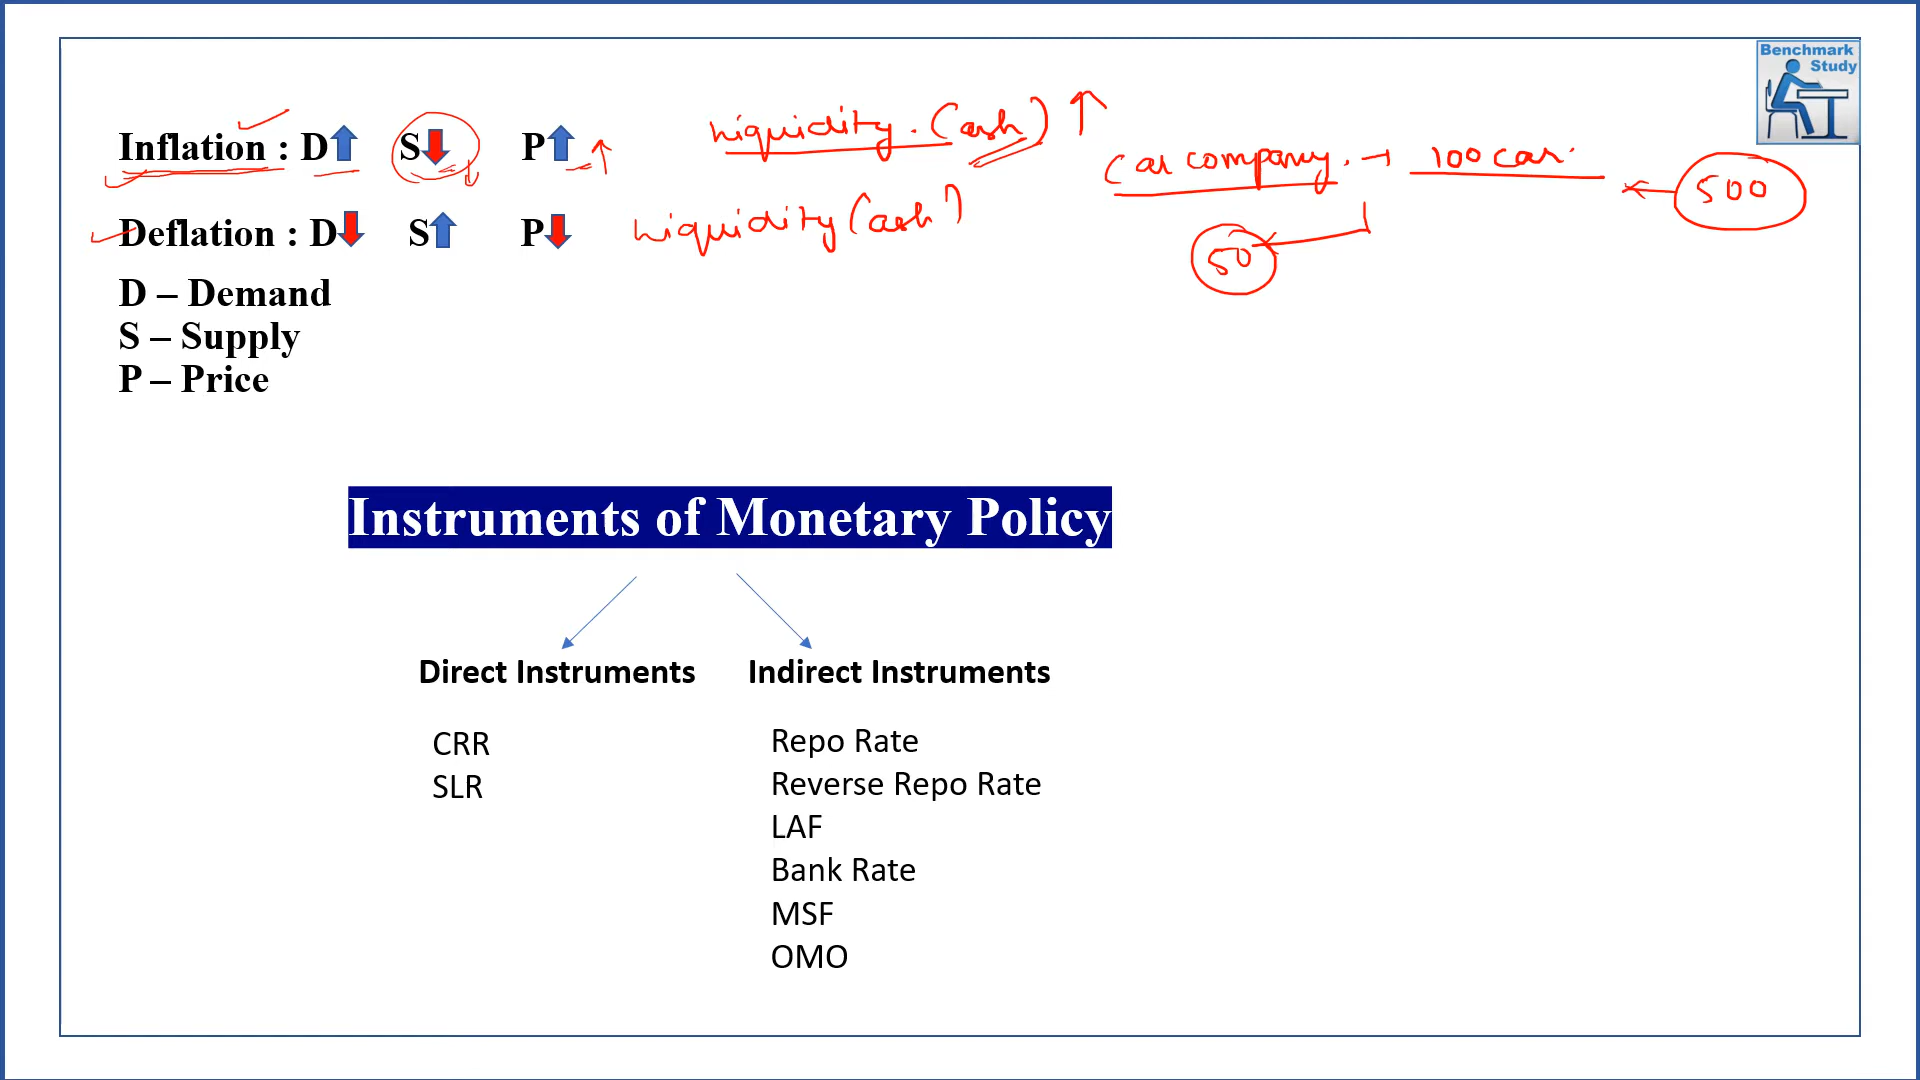 Benchmark
Study
Inflation : D S P
Liquidity. (Cash)
Car company. → 100 car.
500
Deflation : D S P
Liquidity (Cash)
50
D – Demand
S – Supply
P – Price
Instruments of Monetary Policy
Direct Instruments
CRR
SLR
Indirect Instruments
Repo Rate
Reverse Repo Rate
LAF
Bank Rate
MSF
OMO